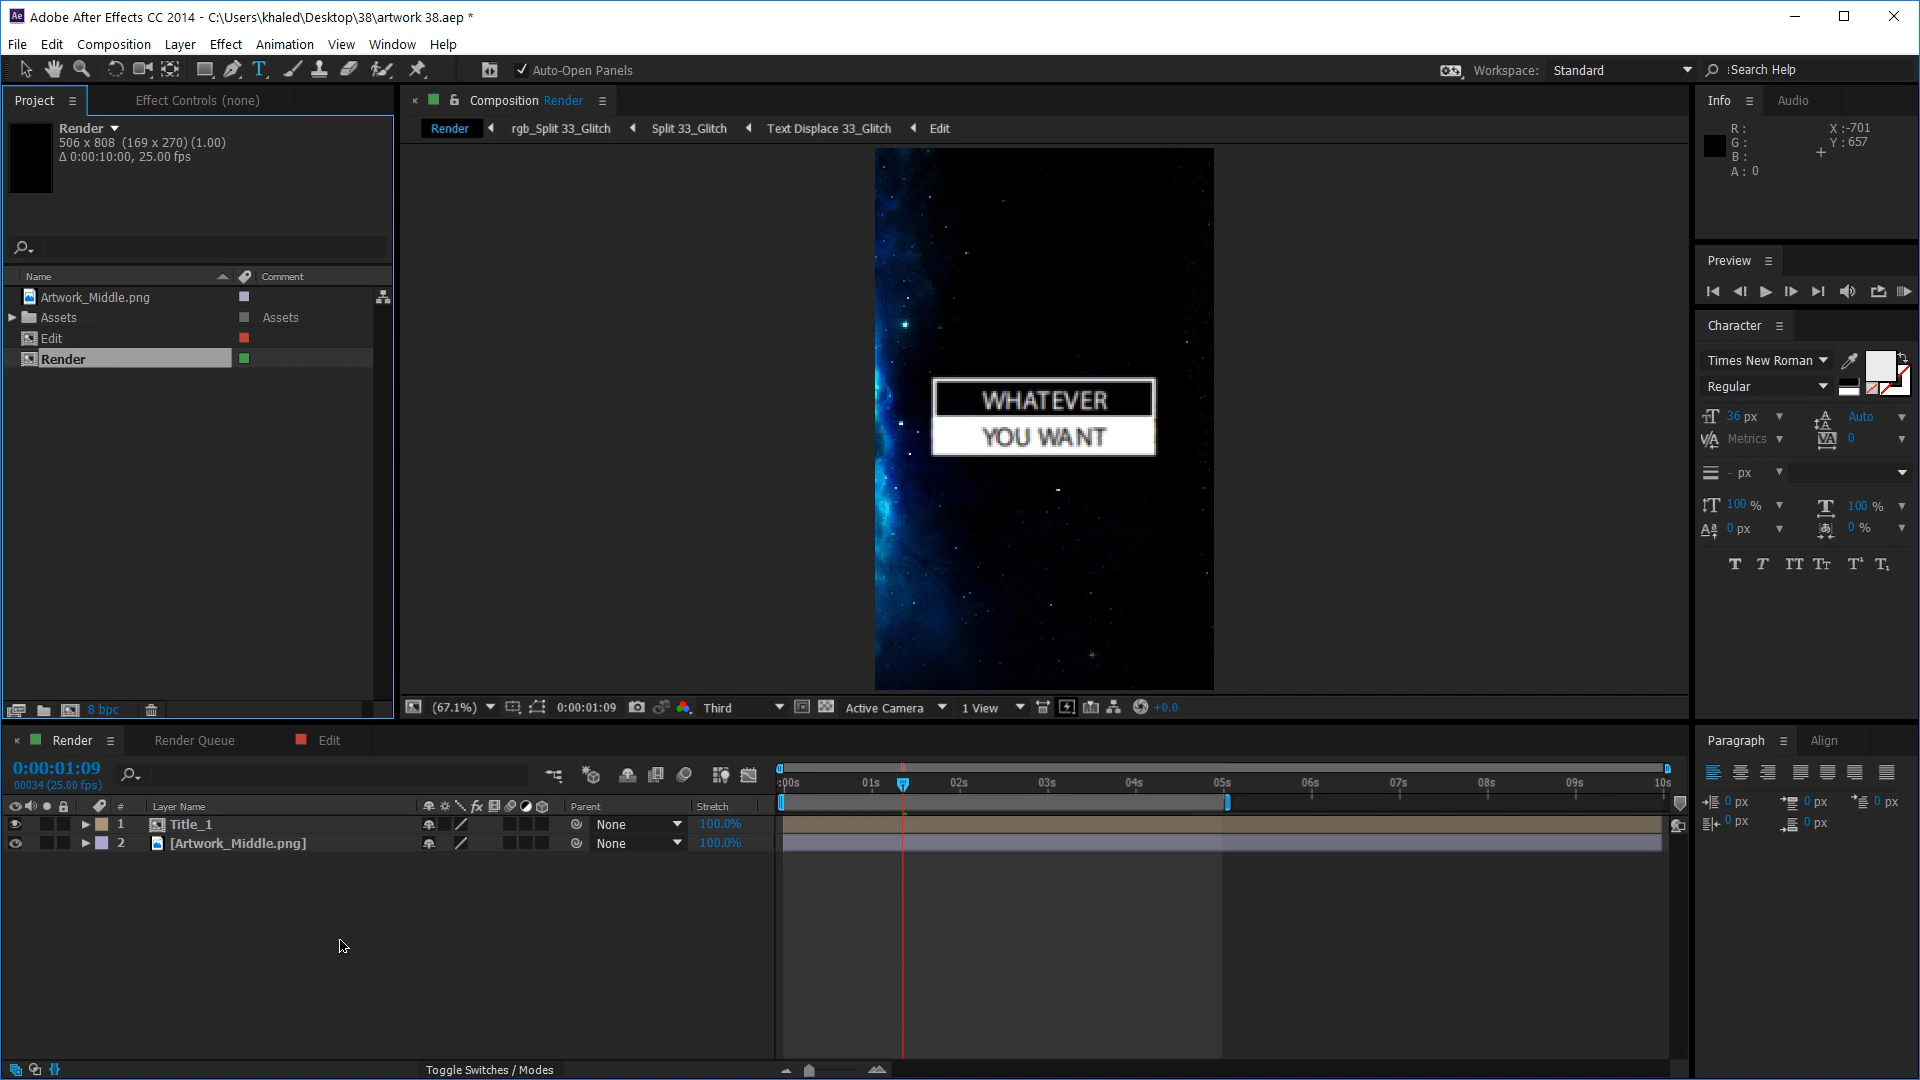 Adobe After Effects CC 2014 - C:\Users\khaled\Desktop\38\artwork 38.aep *
File Edit Composition Layer Effect Animation View Window Help
Auto-Open Panels
Workspace: Standard
Search Help
Project
Effect Controls (none)
Render
506 x 808 (169 x 270) (1.00)
Δ 0:00:10:00, 25.00 fps
Name Comment
Artwork_Middle.png
Assets Assets
Edit
Render
8 bpc
Composition Render
Render rgb_Split 33_Glitch Split 33_Glitch Text Displace 33_Glitch Edit
WHATEVER
YOU WANT
(67.1%) 0:00:01:09 Third Active Camera 1 View +0.0
Info Audio
R :
G :
B :
A : 0
X : -701
Y : 657
Preview
Character
Times New Roman
Regular
36 px Auto
Metrics 0
- px
100 % 100 %
0 px 0 %
T T TT Tт T¹ T₁
Render Render Queue Edit
0:00:01:09
00034 (25.00 fps)
# Layer Name fx Parent Stretch
:00s 01s 02s 03s 04s 05s 06s 07s 08s 09s 10s
1 Title_1 None 100.0%
2 [Artwork_Middle.png] None 100.0%
Toggle Switches / Modes
Paragraph Align
0 px 0 px 0 px
0 px 0 px